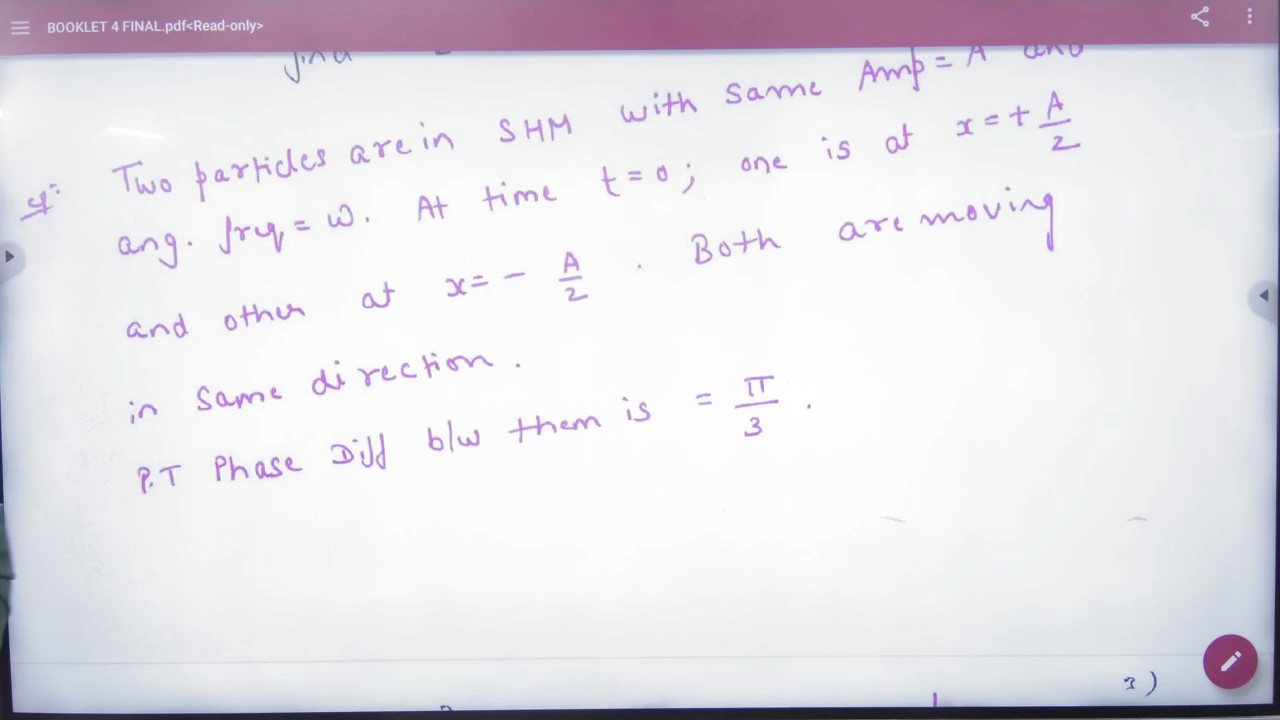 BOOKLET 4 FINAL.pdf<Read-only>
find
Q: Two particles are in SHM with same Amp = A and
ang. freq = ω. At time t = 0; one is at x = + A/2
and other at x = - A/2 . Both are moving
in same direction.
P.T Phase Diff b/w them is = π/3 .
3)